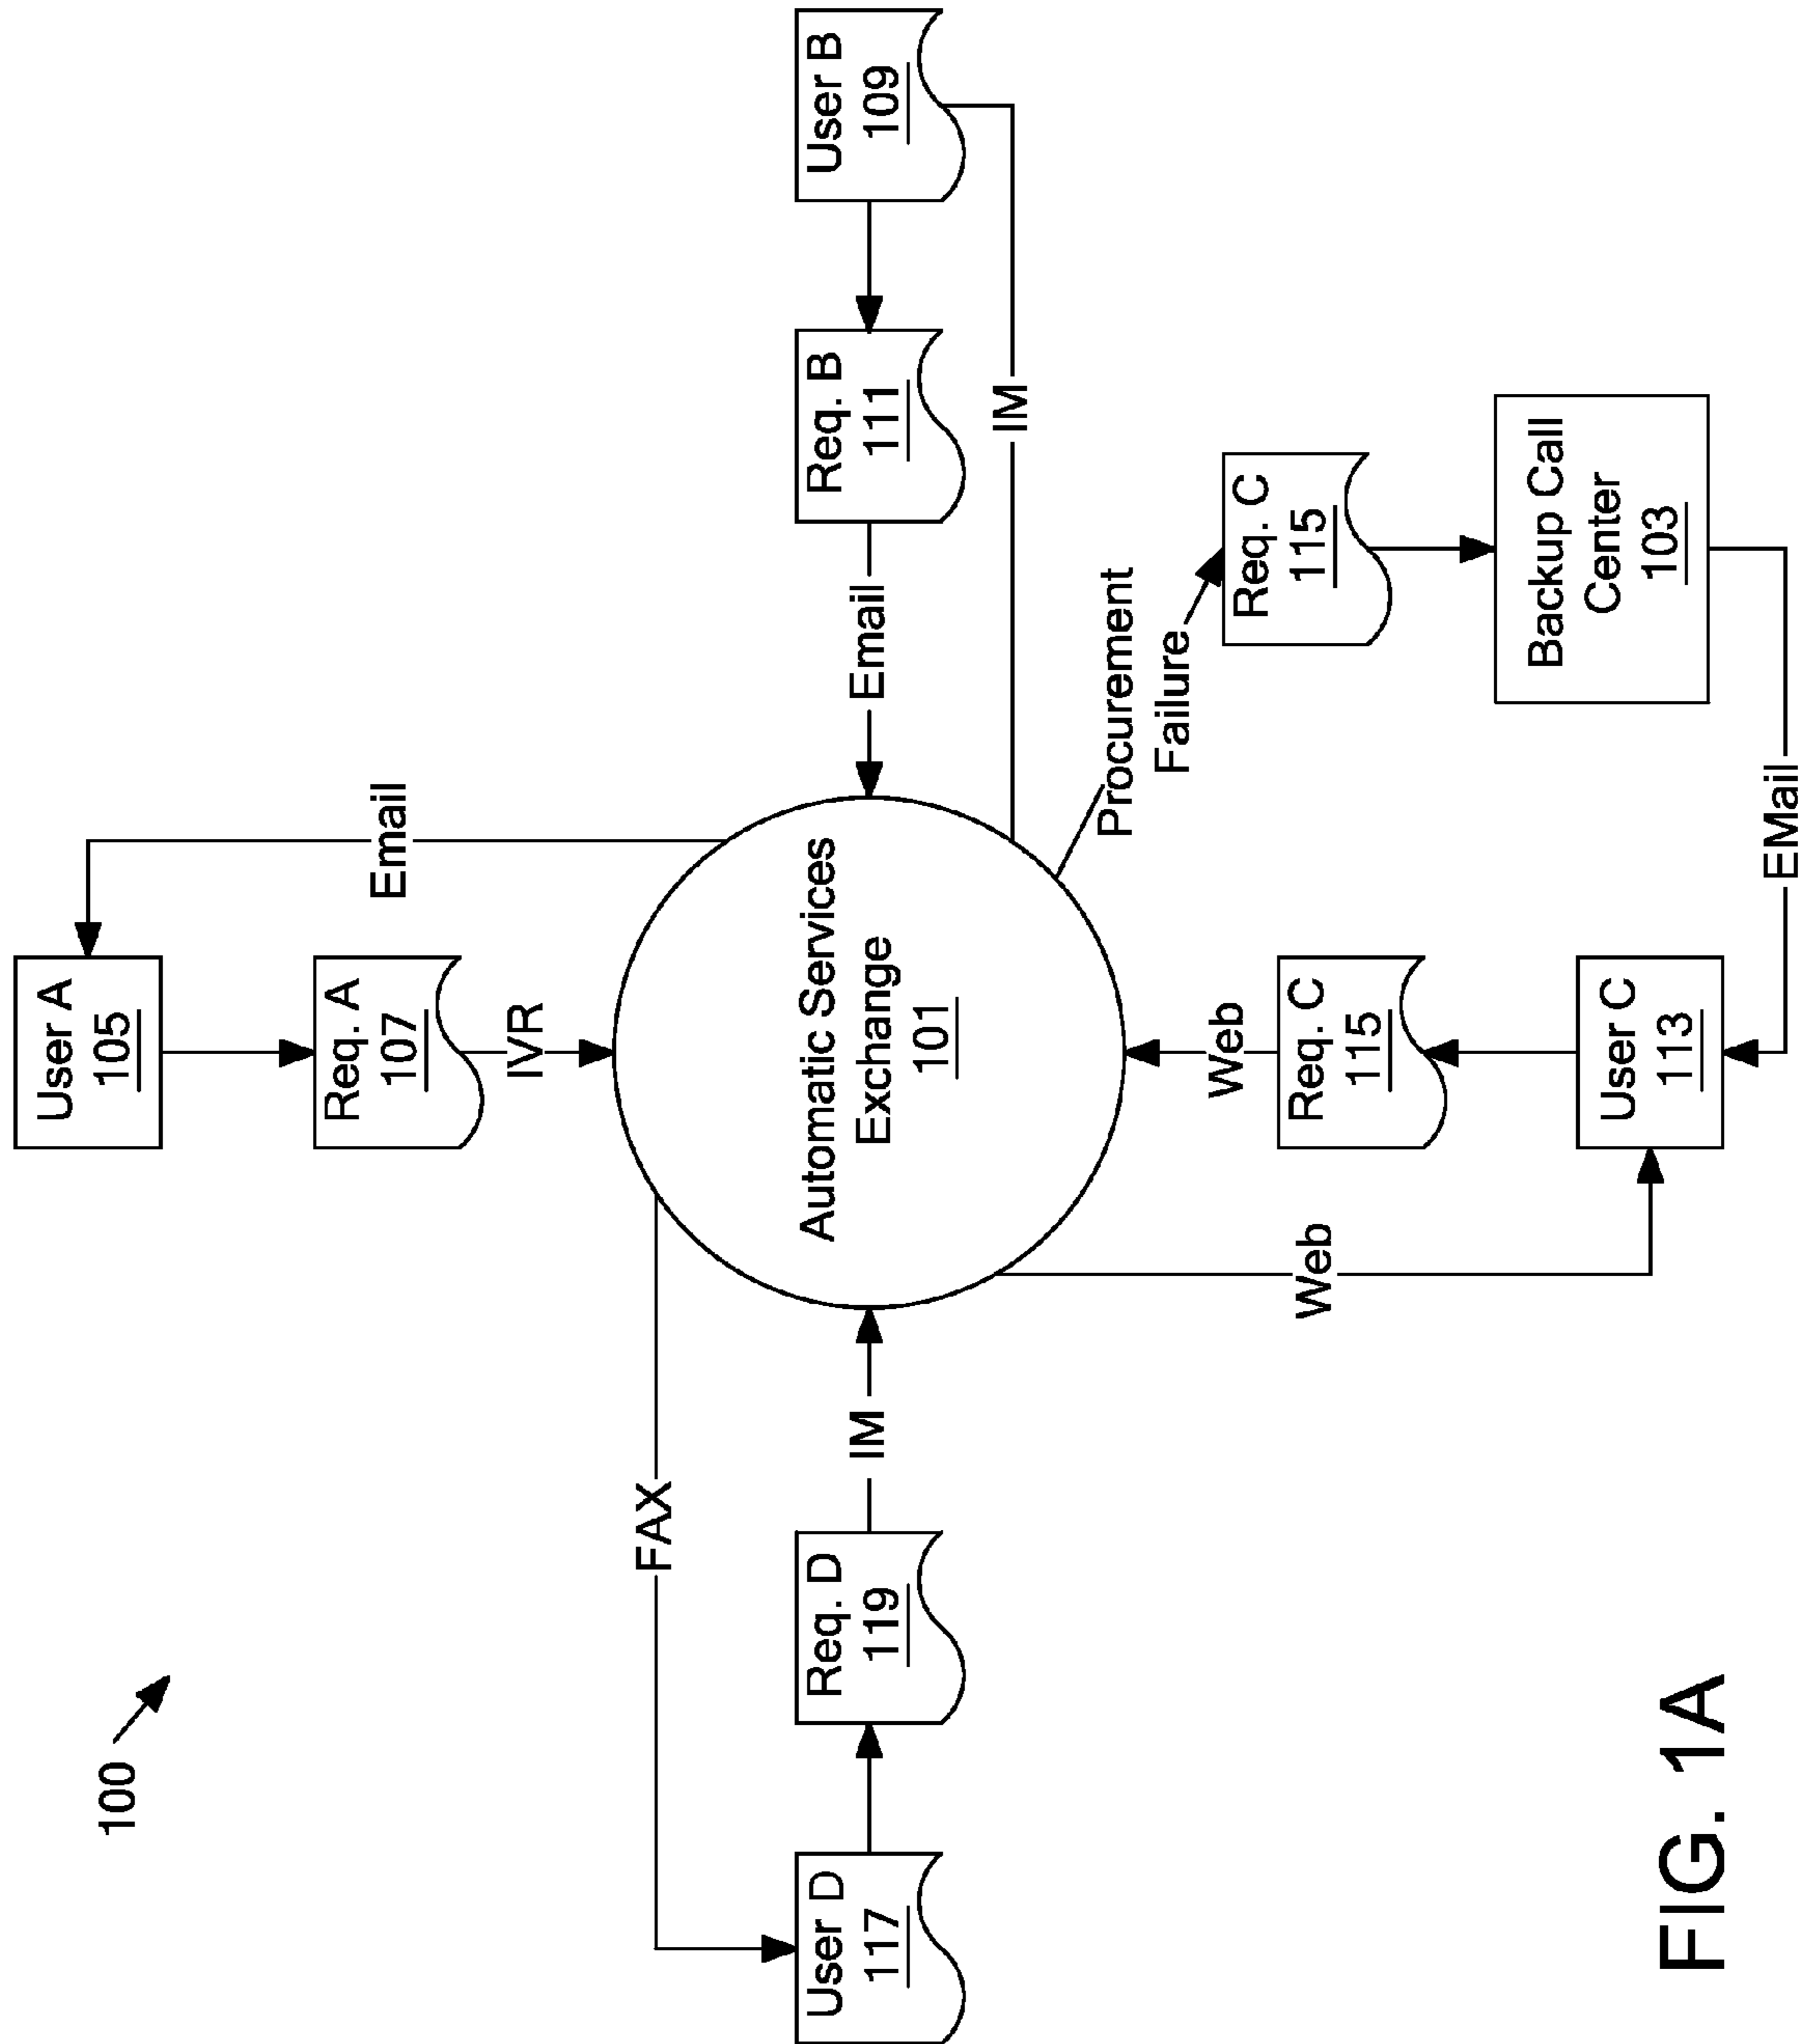 100
User A
105
Req. A
107
IVR
Email
FAX
User D
117
Req. D
119
IM
Automatic Services
Exchange
101
Email
Req. B
111
User B
109
IM
Procurement
Failure
Req. C
115
Backup Call
Center
103
EMail
Web
Req. C
115
User C
113
Web
FIG. 1A